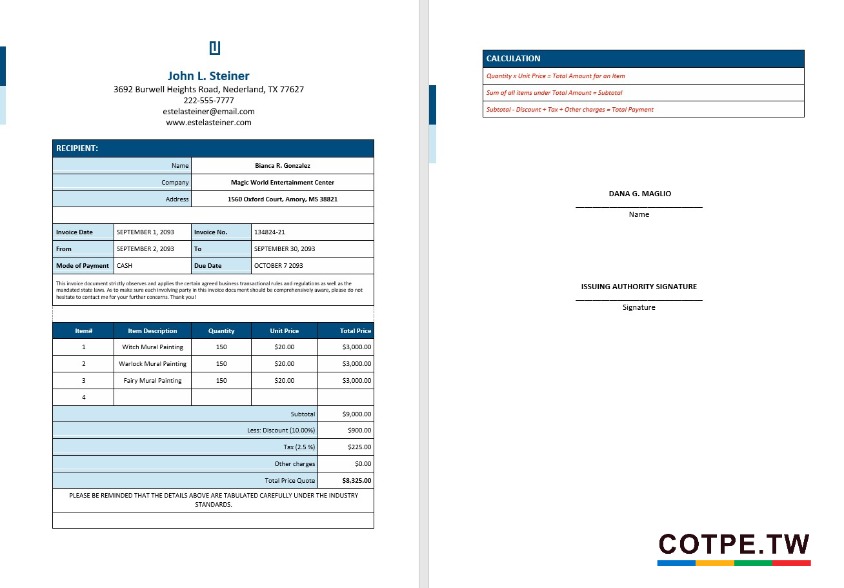 John L. Steiner
3692 Burwell Heights Road, Nederland, TX 77627
222-555-7777
estelasteiner@email.com
www.estelasteiner.com
RECIPIENT:
Name Bianca R. Gonzalez
Company Magic World Entertainment Center
Address 1560 Oxford Court, Amory, MS 38821
Invoice Date SEPTEMBER 1, 2093 Invoice No. 134824-21
From SEPTEMBER 2, 2093 To SEPTEMBER 30, 2093
Mode of Payment CASH Due Date OCTOBER 7 2093
This invoice document strictly observes and applies the certain agreed business transactional rules and regulations as well as the
mandated state laws. As to make sure each involving party in this invoice document should be comprehensively aware, please do not
hesitate to contact me for your further concerns. Thank you!
Item# Item Description Quantity Unit Price Total Price
1 Witch Mural Painting 150 $20.00 $3,000.00
2 Warlock Mural Painting 150 $20.00 $3,000.00
3 Fairy Mural Painting 150 $20.00 $3,000.00
4
Subtotal $9,000.00
Less: Discount (10.00%) $900.00
Tax (2.5 %) $225.00
Other charges $0.00
Total Price Quote $8,325.00
PLEASE BE REMINDED THAT THE DETAILS ABOVE ARE TABULATED CAREFULLY UNDER THE INDUSTRY
STANDARDS.
CALCULATION
Quantity x Unit Price = Total Amount for an Item
Sum of all items under Total Amount = Subtotal
Subtotal - Discount + Tax + Other charges = Total Payment
DANA G. MAGLIO
Name
ISSUING AUTHORITY SIGNATURE
Signature
COTPE.TW